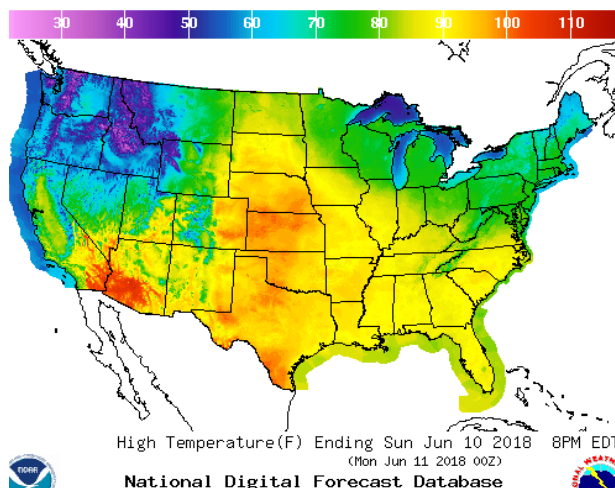 30 40 50 60 70 80 90 100 110
High Temperature(F) Ending Sun Jun 10 2018 8PM EDT
(Mon Jun 11 2018 00Z)
National Digital Forecast Database
noaa